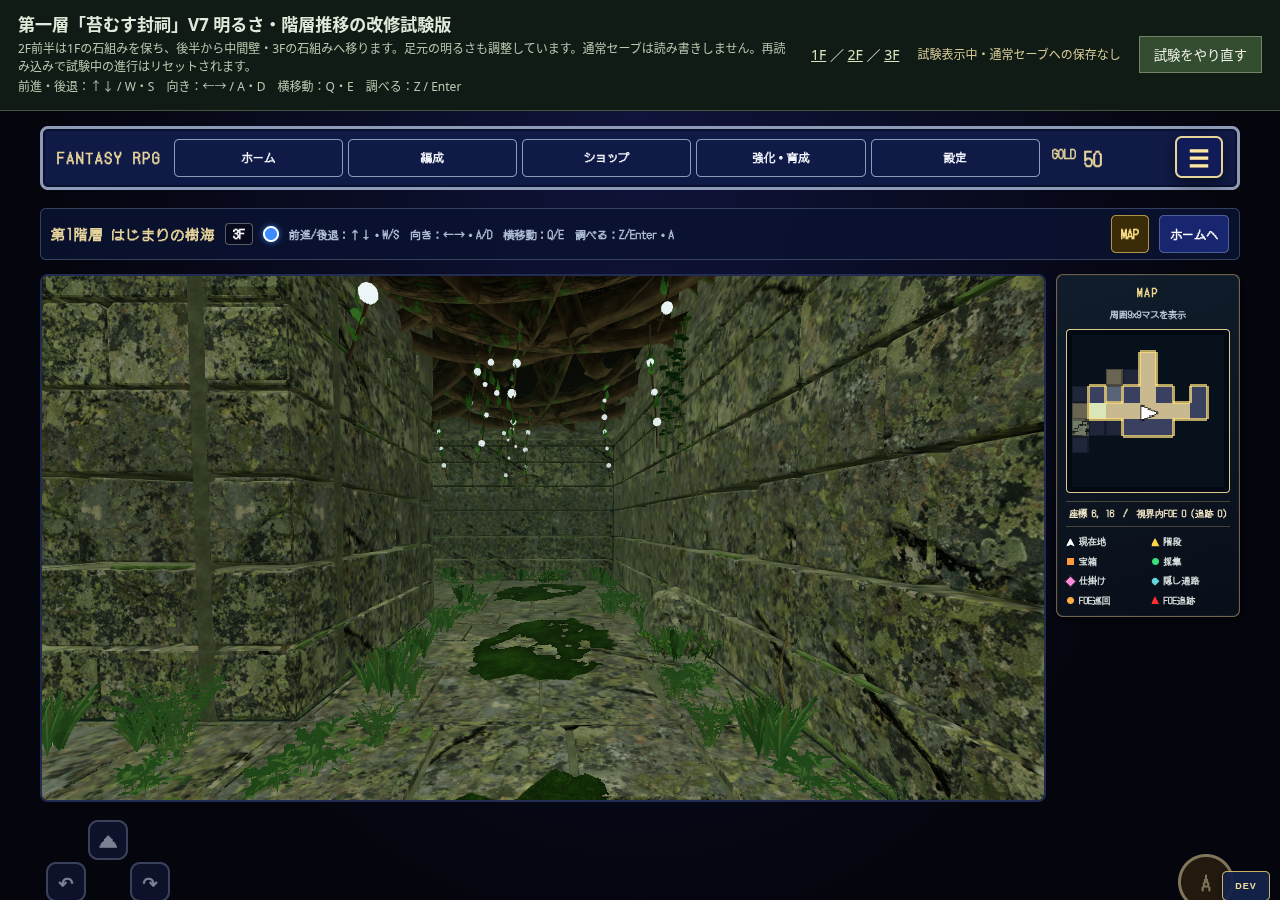 第一層「苔むす封祠」V7 明るさ・階層推移の改修試験版
2F前半は1Fの石組みを保ち、後半から中間壁・3Fの石組みへ移ります。足元の明るさも調整しています。通常セーブは読み書きしません。再読
み込みで試験中の進行はリセットされます。
前進・後退：↑↓ / W・S　向き：←→ / A・D　横移動：Q・E　調べる：Z / Enter
1F ／ 2F ／ 3F
試験表示中・通常セーブへの保存なし
試験をやり直す
FANTASY RPG
ホーム
編成
ショップ
強化・育成
設定
GOLD 50
第1階層 はじまりの樹海
3F
前進/後退：↑↓・W/S　向き：←→・A/D　横移動：Q/E　調べる：Z/Enter・A
MAP
ホームへ
MAP
周囲9x9マスを表示
座標 6, 16 / 視界内FOE 0 (追跡 0)
現在地
階段
宝箱
採集
仕掛け
隠し通路
FOE巡回
FOE追跡
A
DEV